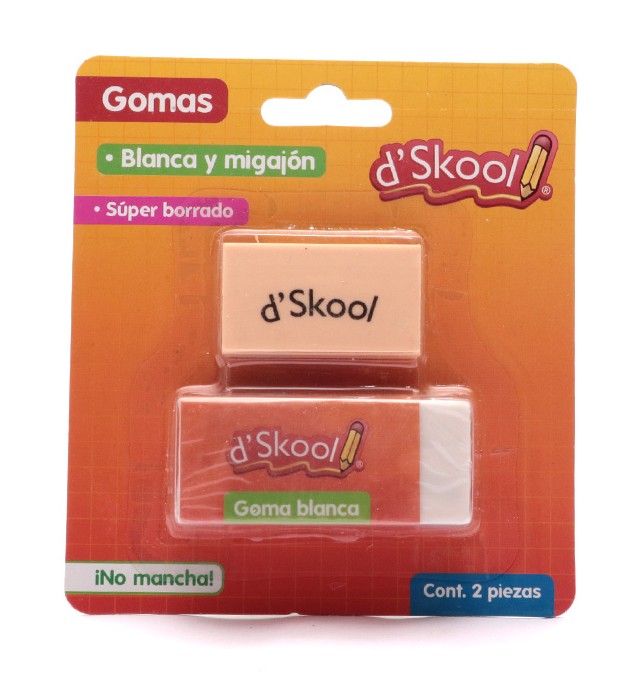 Gomas
• Blanca y migajón
d'Skool
®
• Súper borrado
d'Skool
d'Skool
®
Goma blanca
¡No mancha!
Cont. 2 piezas